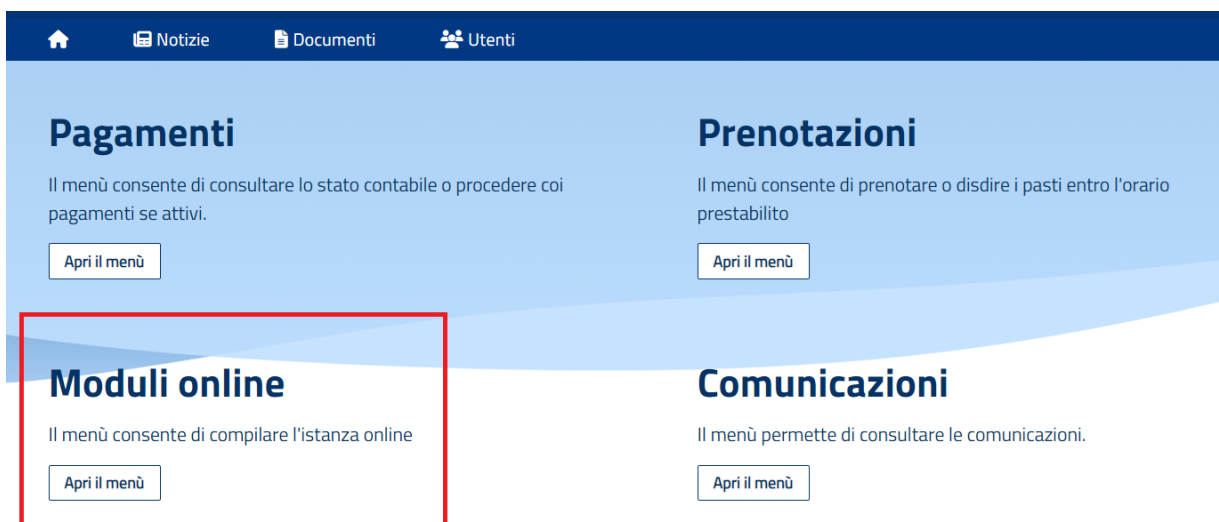 Notizie Documenti Utenti
Pagamenti
Il menù consente di consultare lo stato contabile o procedere coi
pagamenti se attivi.
Apri il menù
Prenotazioni
Il menù consente di prenotare o disdire i pasti entro l'orario
prestabilito
Apri il menù
Moduli online
Il menù consente di compilare l'istanza online
Apri il menù
Comunicazioni
Il menù permette di consultare le comunicazioni.
Apri il menù